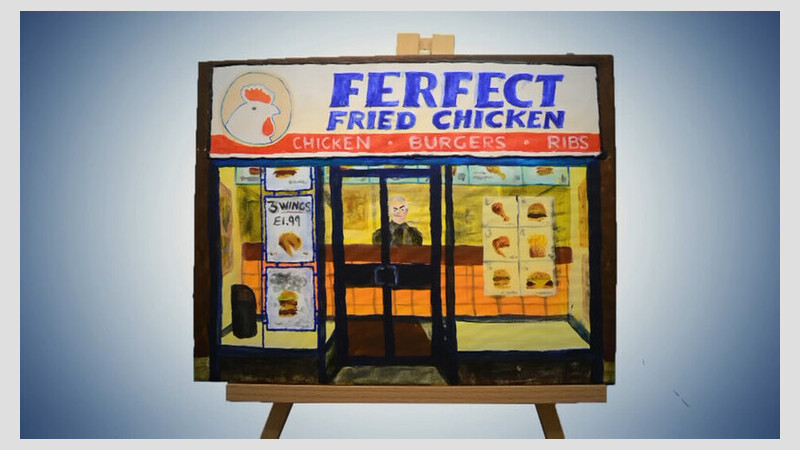 FERFECT
FRIED CHICKEN
CHICKEN · BURGERS · RIBS
3 WINGS
£1.99